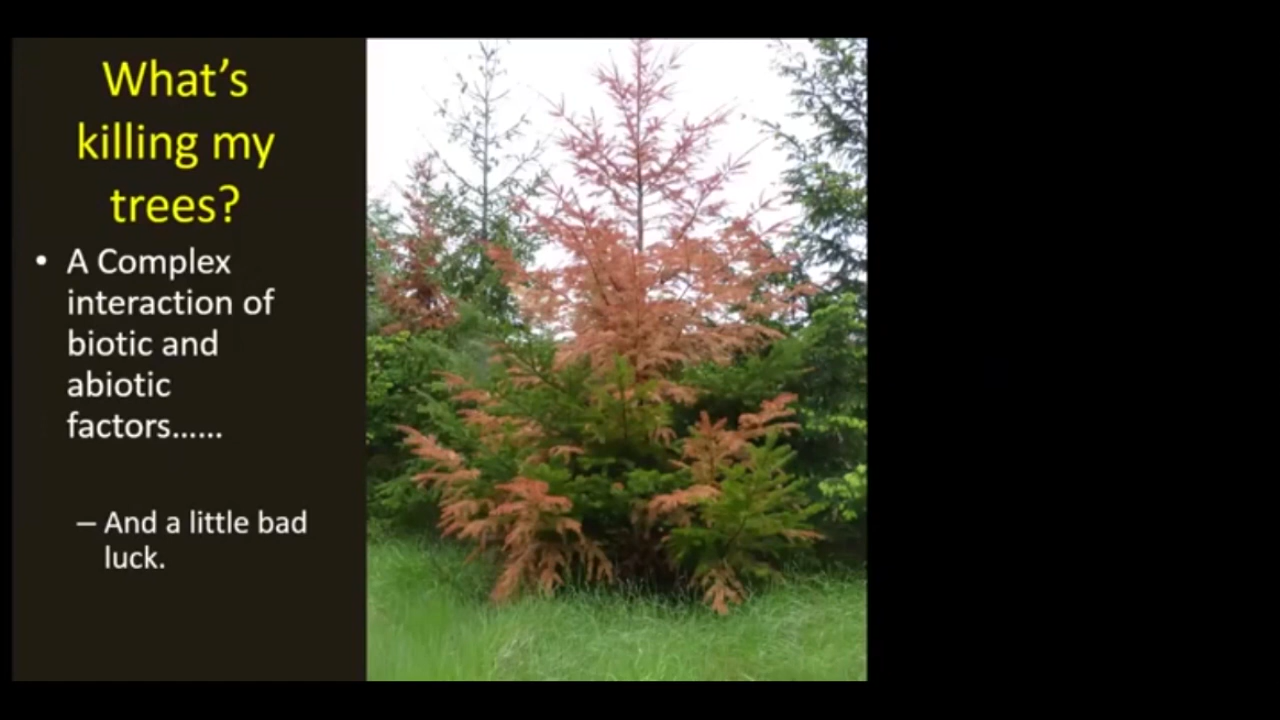 What's
killing my
trees?
• A Complex
interaction of
biotic and
abiotic
factors......
– And a little bad
luck.